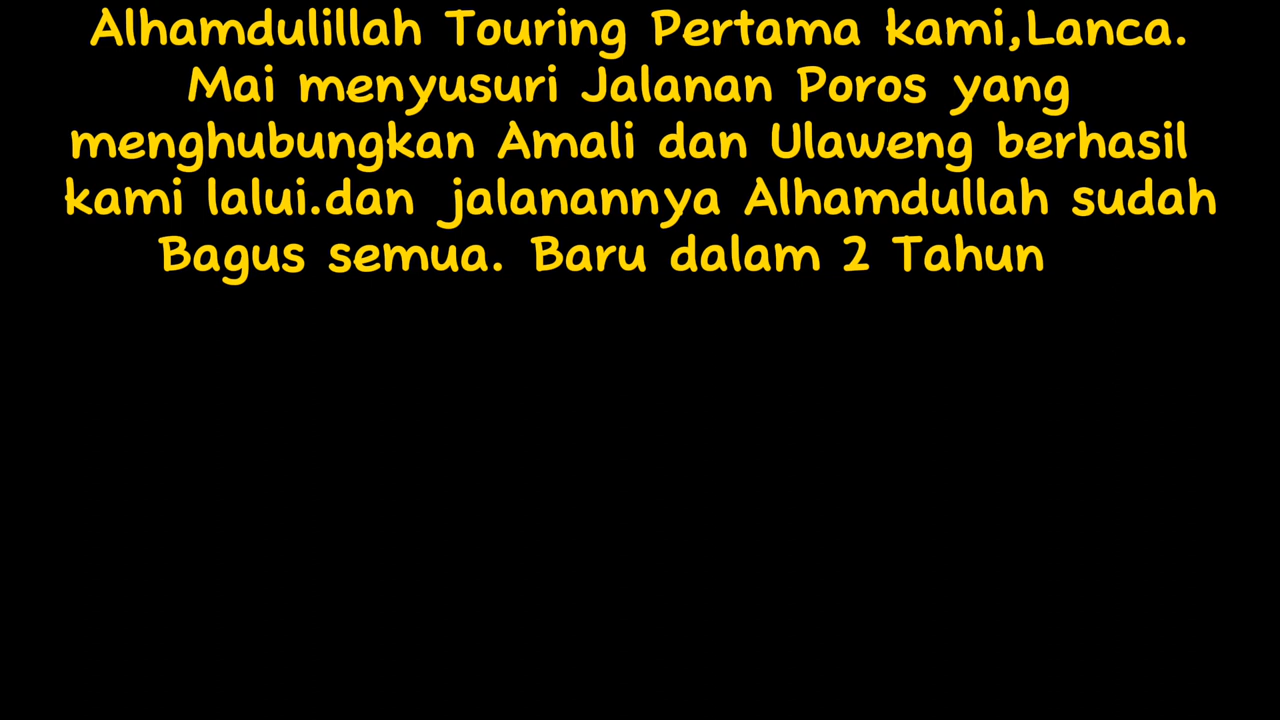 Alhamdulillah Touring Pertama kami,Lanca.
Mai menyusuri Jalanan Poros yang
menghubungkan Amali dan Ulaweng berhasil
kami lalui.dan jalanannya Alhamdullah sudah
Bagus semua. Baru dalam 2 Tahun